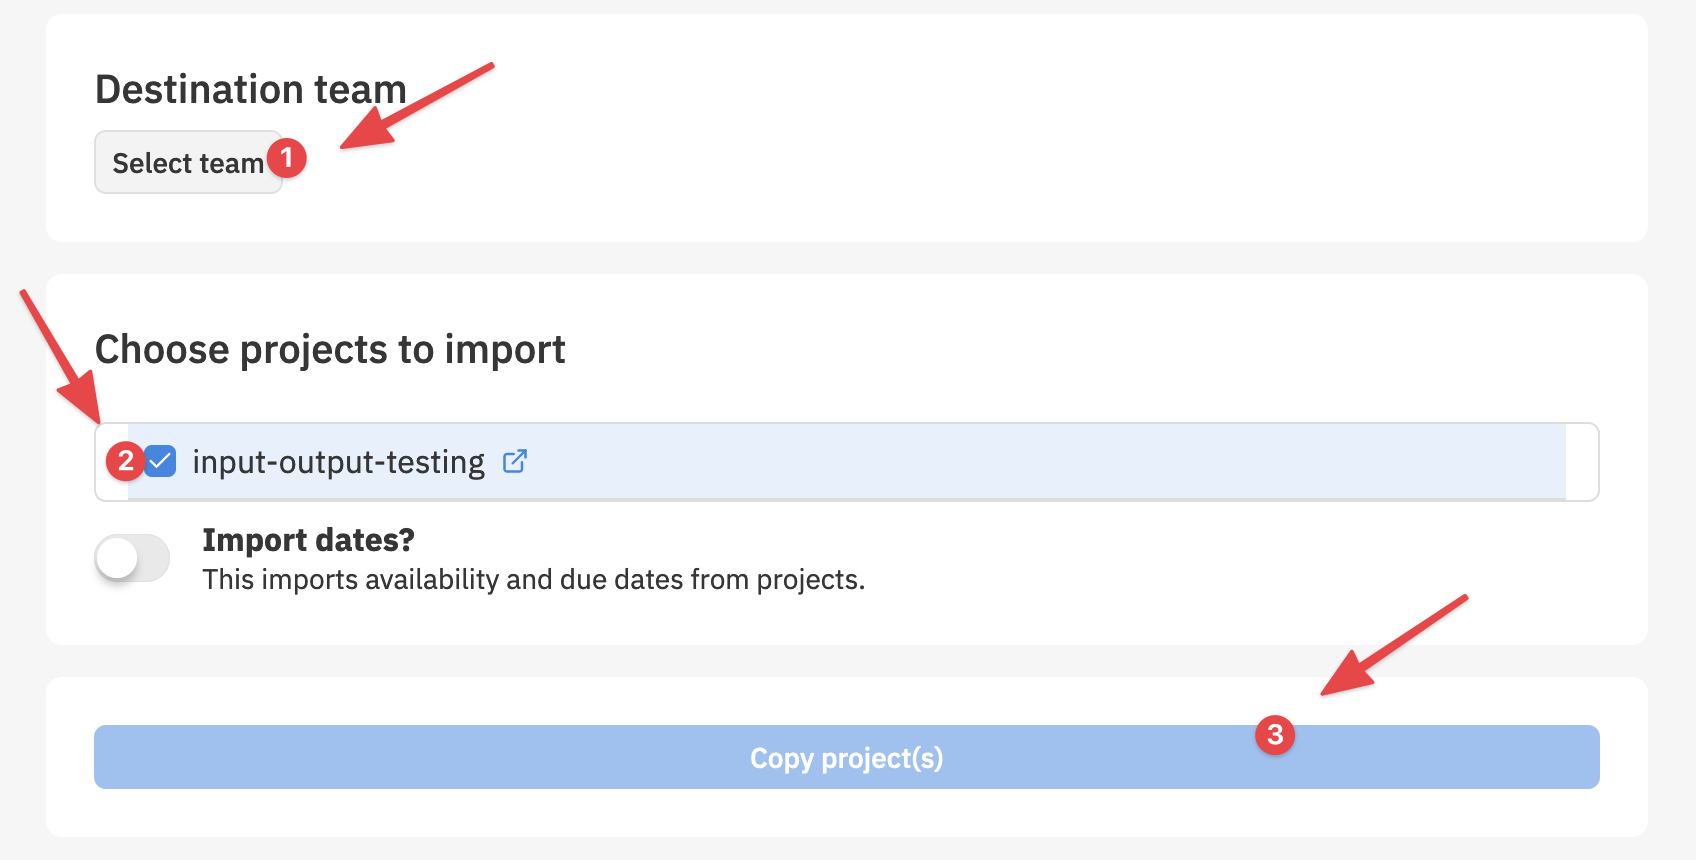 Destination team
Select team 1
Choose projects to import
2 input-output-testing
Import dates?
This imports availability and due dates from projects.
3
Copy project(s)